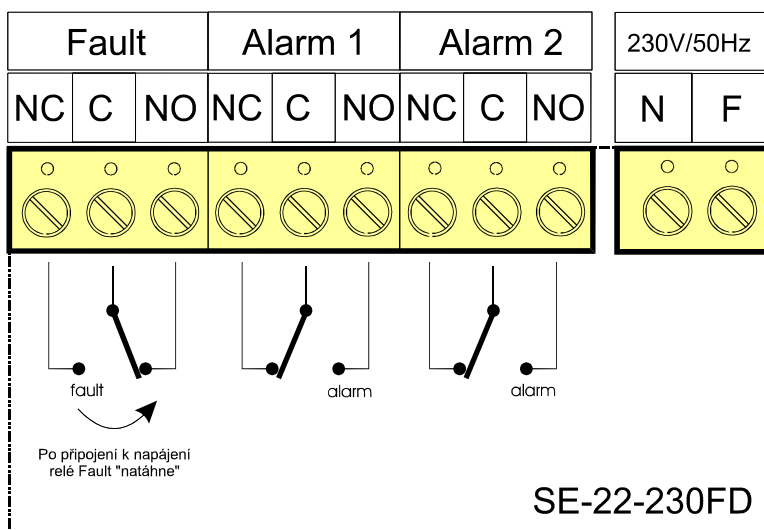 Fault Alarm 1 Alarm 2 230V/50Hz
NC C NO NC C NO NC C NO N F
fault alarm alarm
Po připojení k napájení
relé Fault "natáhne"
SE-22-230FD